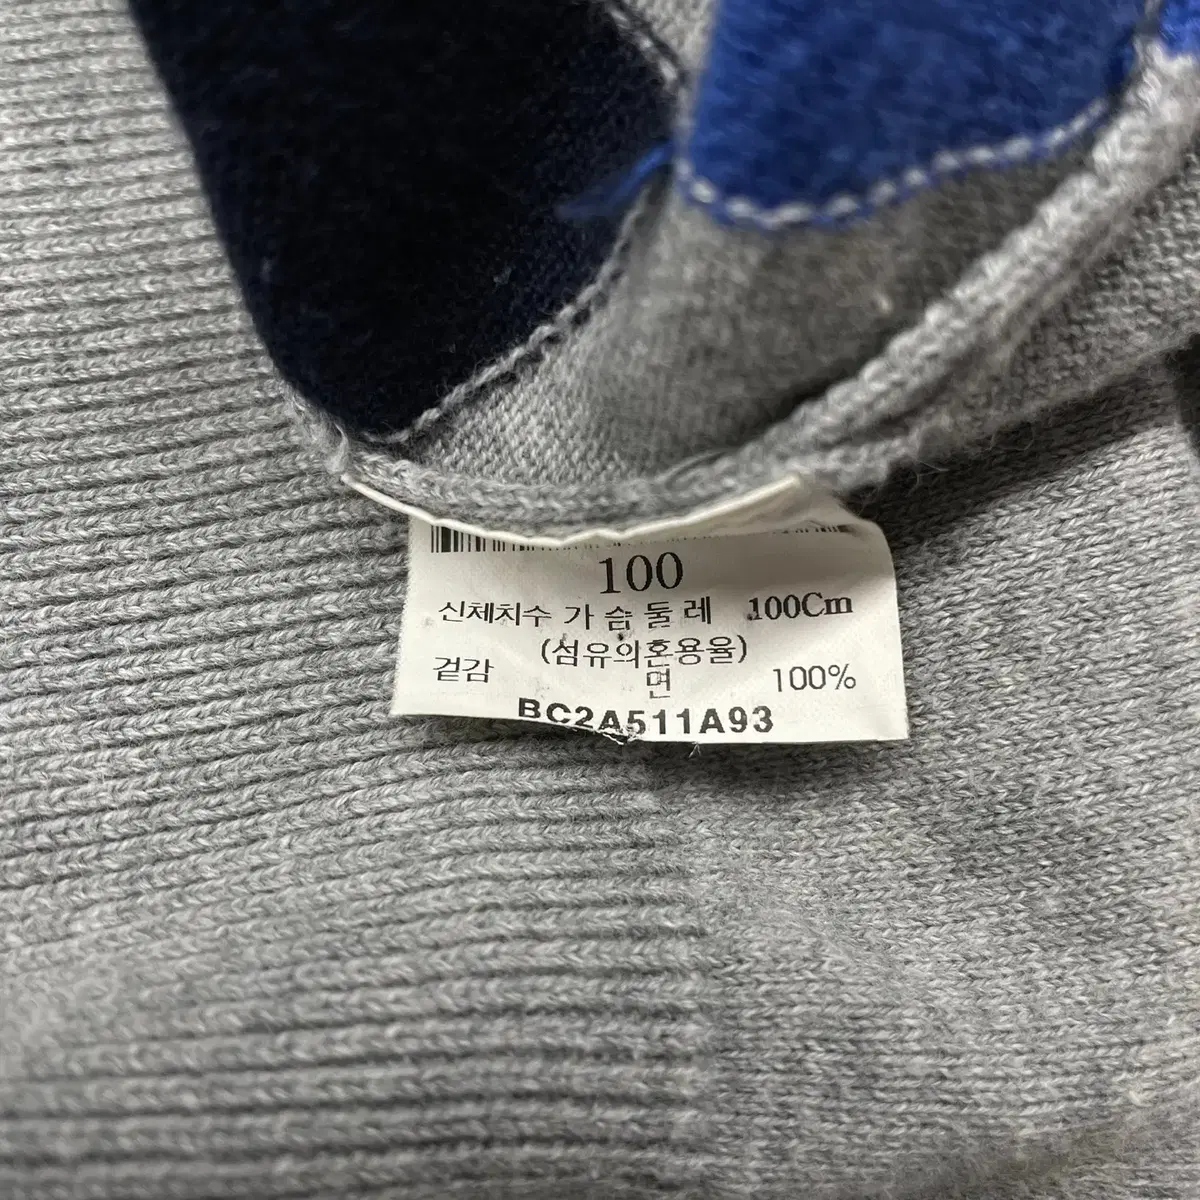 100
신체치수 가 슴 둘 레 100Cm
(섬유의혼용율)
겉감 면 100%
BC2A511A93